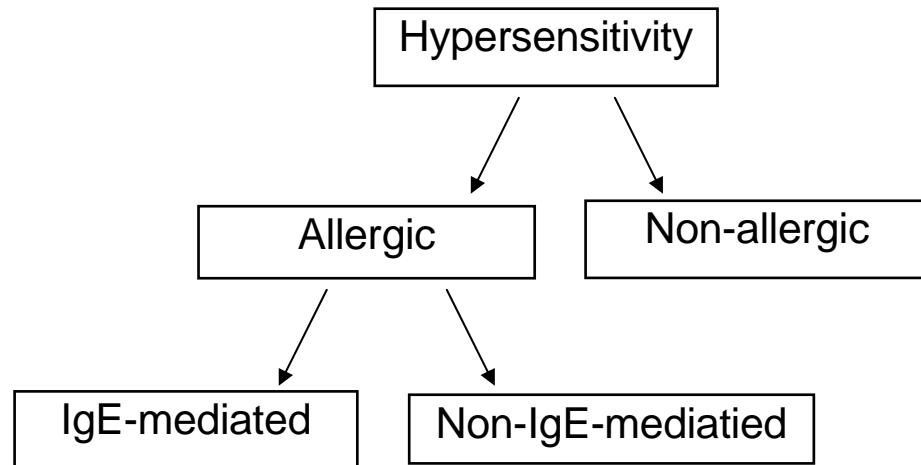 Hypersensitivity
Allergic
Non-allergic
IgE-mediated
Non-IgE-mediatied